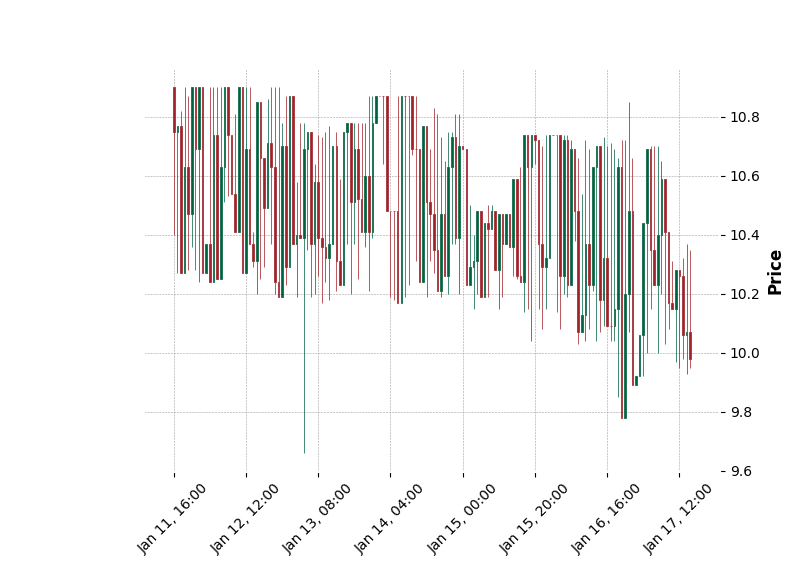 10.8
10.6
10.4
10.2
10.0
9.8
9.6
Price
Jan 11, 16:00
Jan 12, 12:00
Jan 13, 08:00
Jan 14, 04:00
Jan 15, 00:00
Jan 15, 20:00
Jan 16, 16:00
Jan 17, 12:00